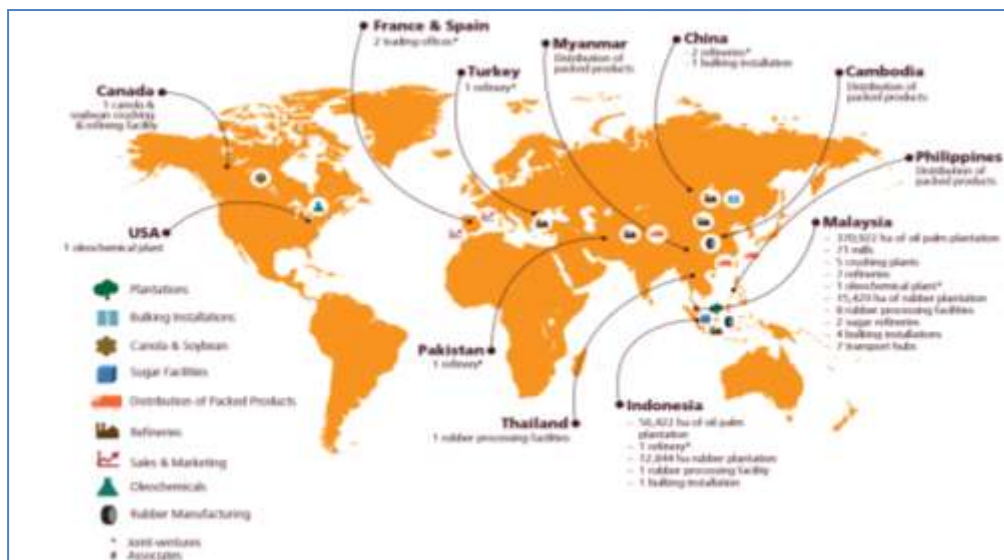 France & Spain
2 trading offices*
Myanmar
Distribution of
packed products
China
- 2 refineries*
- 1 bulking installation
Turkey
1 refinery*
Cambodia
Distribution of
packed products
Canada
1 canola &
soybean crushing
& refining facility
Philippines
Distribution of
packed products
USA
1 oleochemical plant
Malaysia
ha of oil palm plantation
mills
- 5 crushing plants
refineries
- 1 oleochemical plant*
ha of rubber plantation
rubber processing facilities
- 2 sugar refineries
- 4 bulking installations
- 7 transport hubs
Plantations
Bulking Installations
Canola & Soybean
Sugar Facilities
Distribution of Packed Products
Refineries
Sales & Marketing
Oleochemicals
Rubber Manufacturing
* Joint-ventures
# Associates
Pakistan
1 refinery*
Thailand
1 rubber processing facilities
Indonesia
ha of oil palm
plantation
- 1 refinery*
ha rubber plantation
- 1 rubber processing facility
- 1 bulking installation